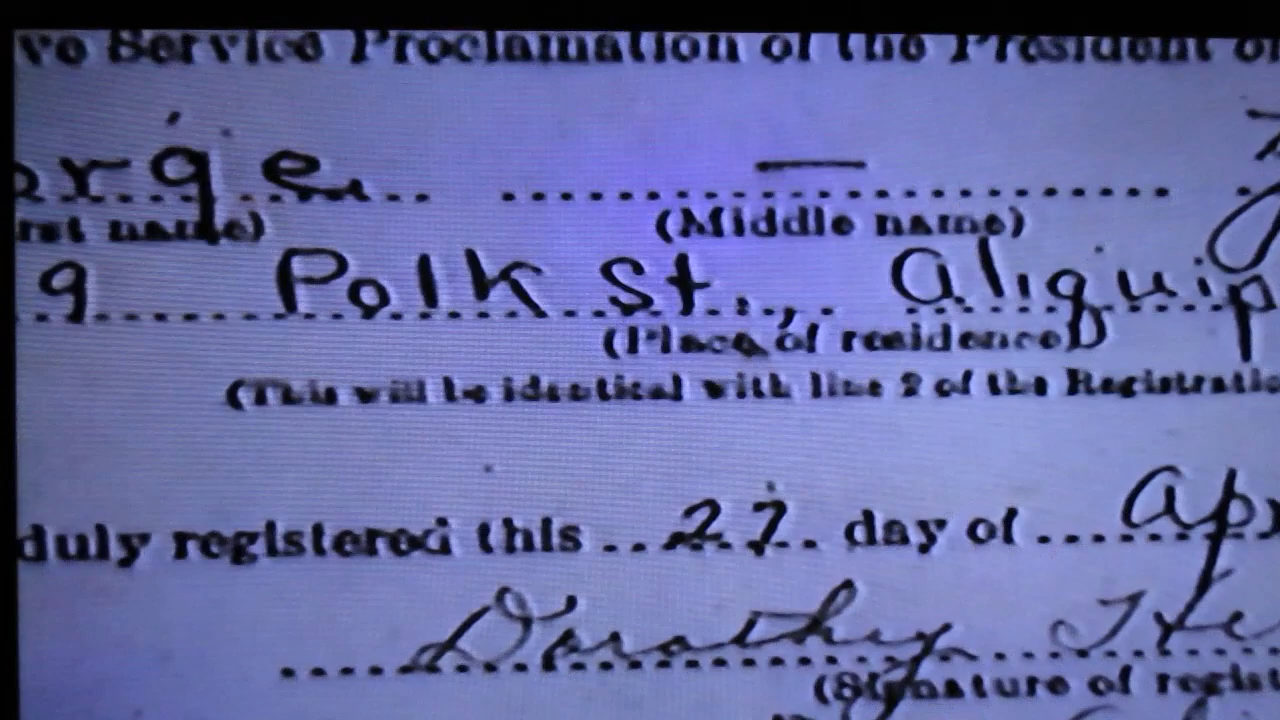 ve Service Proclamation of the President of
orge —
rst name) (Middle name)
9 Polk St., Aliquip
(Place of residence)
(This will be identical with line 2 of the Registratio
duly registered this 27 day of Apr
Dorothy
(Signature of regist